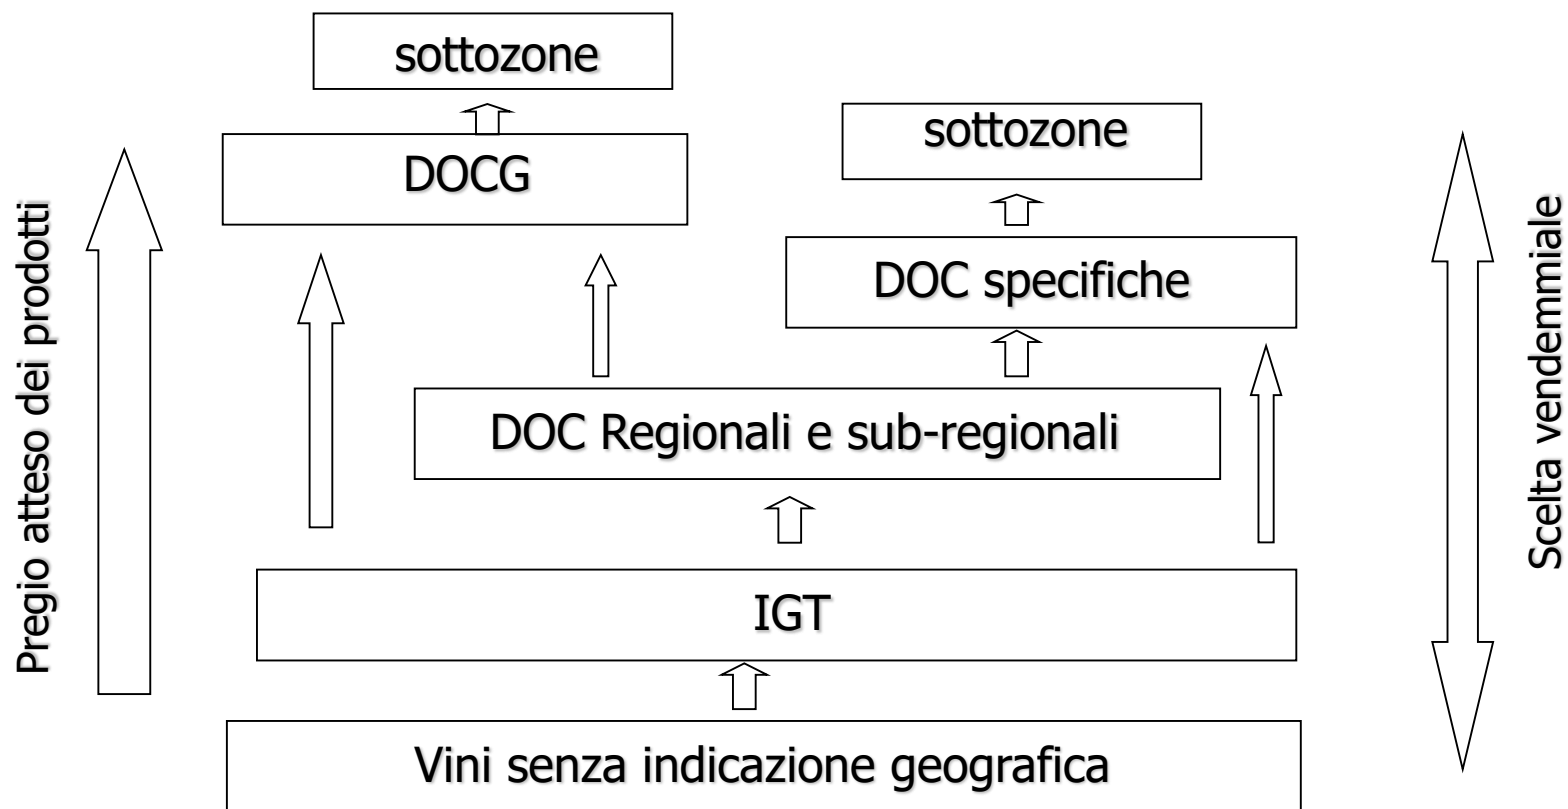 sottozone
sottozone
DOCG
DOC specifiche
DOC Regionali e sub-regionali
IGT
Vini senza indicazione geografica
Pregio atteso dei prodotti
Scelta vendemmiale